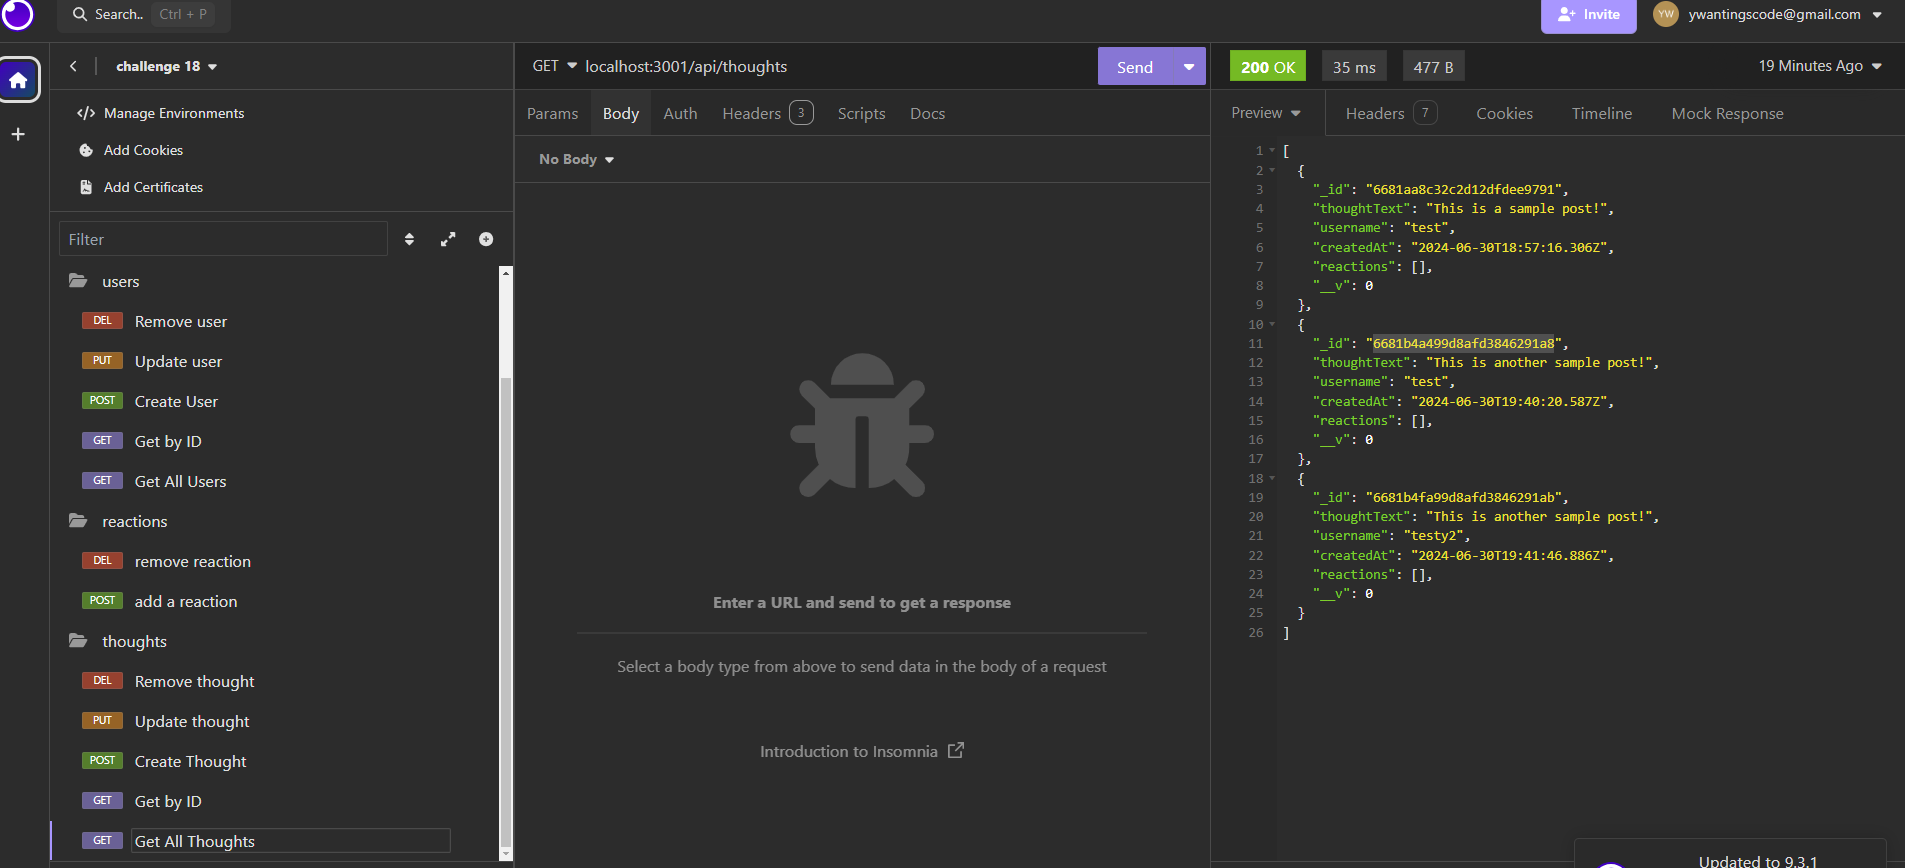 Search.. Ctrl + P
Invite
YW ywantingscode@gmail.com
challenge 18
Manage Environments
Add Cookies
Add Certificates
Filter
users
DEL Remove user
PUT Update user
POST Create User
GET Get by ID
GET Get All Users
reactions
DEL remove reaction
POST add a reaction
thoughts
DEL Remove thought
PUT Update thought
POST Create Thought
GET Get by ID
GET Get All Thoughts
GET localhost:3001/api/thoughts Send
Params Body Auth Headers 3 Scripts Docs
No Body
Enter a URL and send to get a response
Select a body type from above to send data in the body of a request
Introduction to Insomnia
200 OK 35 ms 477 B 19 Minutes Ago
Preview Headers 7 Cookies Timeline Mock Response
1 [
2 {
3 "_id": "6681aa8c32c2d12dfdee9791",
4 "thoughtText": "This is a sample post!",
5 "username": "test",
6 "createdAt": "2024-06-30T18:57:16.306Z",
7 "reactions": [],
8 "__v": 0
9 },
10 {
11 "_id": "6681b4a499d8afd3846291a8",
12 "thoughtText": "This is another sample post!",
13 "username": "test",
14 "createdAt": "2024-06-30T19:40:20.587Z",
15 "reactions": [],
16 "__v": 0
17 },
18 {
19 "_id": "6681b4fa99d8afd3846291ab",
20 "thoughtText": "This is another sample post!",
21 "username": "testy2",
22 "createdAt": "2024-06-30T19:41:46.886Z",
23 "reactions": [],
24 "__v": 0
25 }
26 ]
Updated to 9.3.1